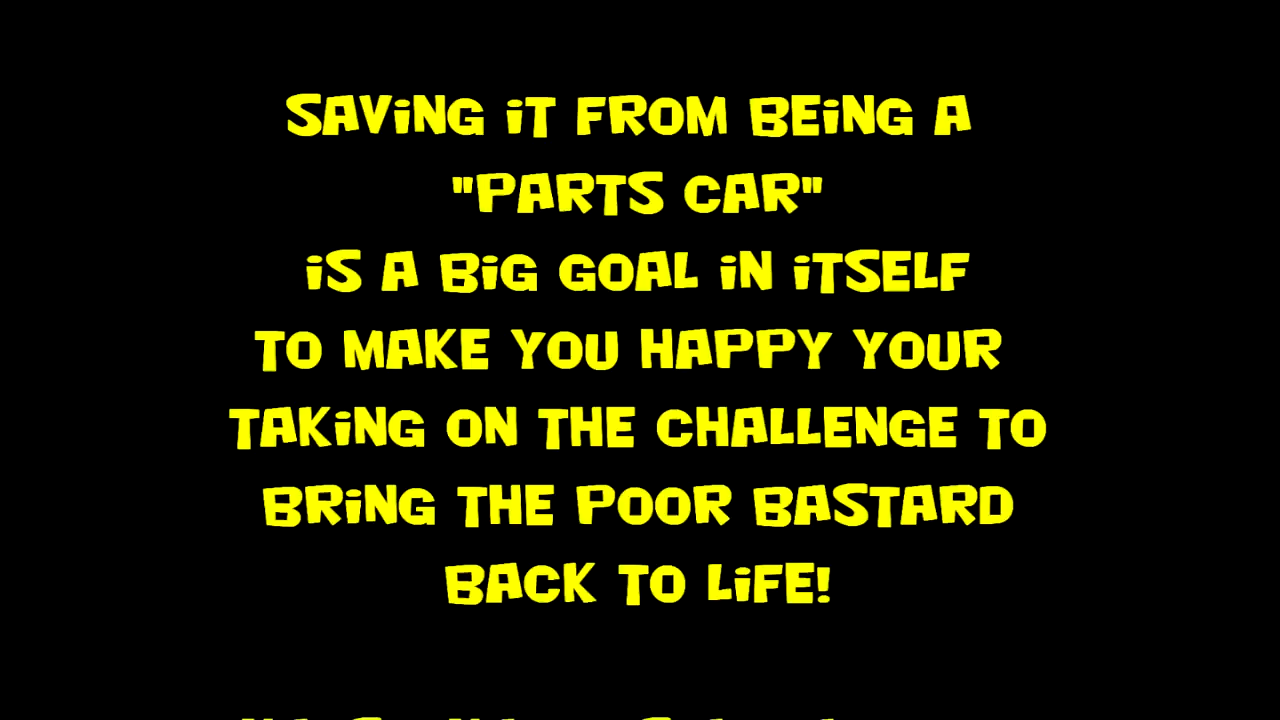 SAViNG iT FROM BEiNG A
"PARTS CAR"
iS A BiG GOAL iN iTSELF
TO MAKE YOU HAPPY YOUR
TAKiNG ON THE CHALLENGE TO
BRiNG THE POOR BASTARD
BACK TO LiFE!